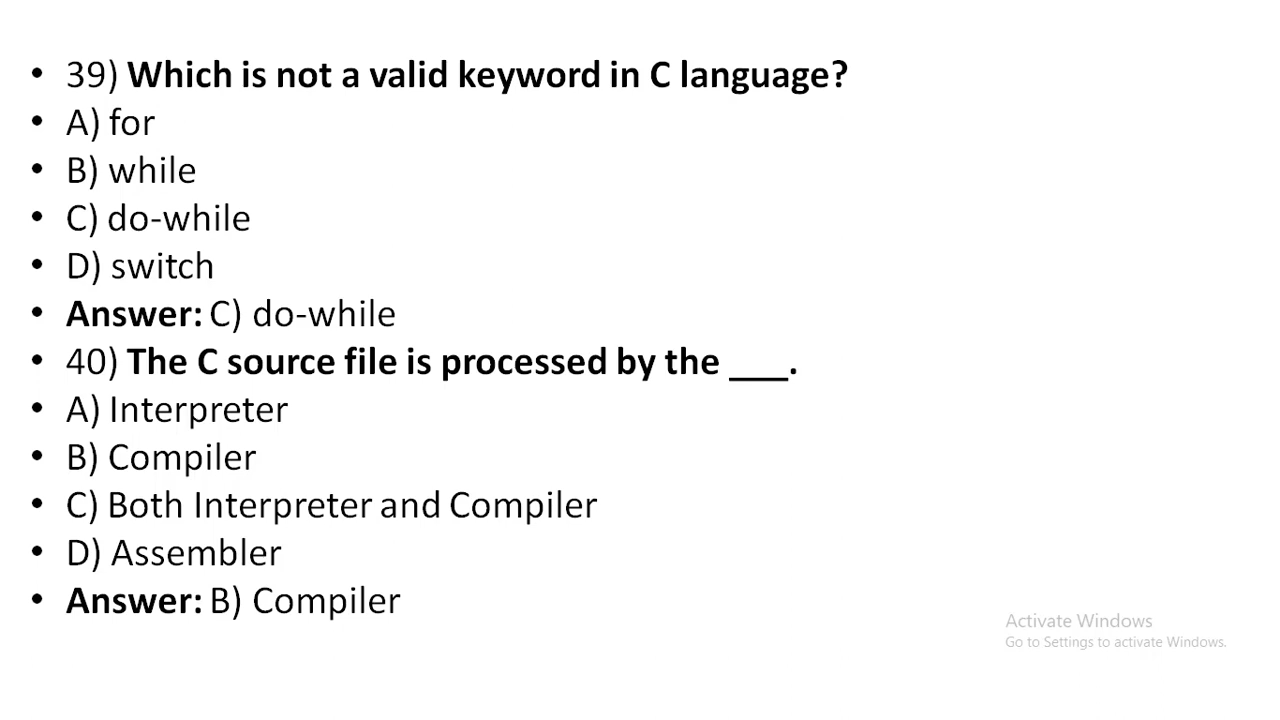 • 39) Which is not a valid keyword in C language?
• A) for
• B) while
• C) do-while
• D) switch
• Answer: C) do-while
• 40) The C source file is processed by the ___.
• A) Interpreter
• B) Compiler
• C) Both Interpreter and Compiler
• D) Assembler
• Answer: B) Compiler
Activate Windows
Go to Settings to activate Windows.